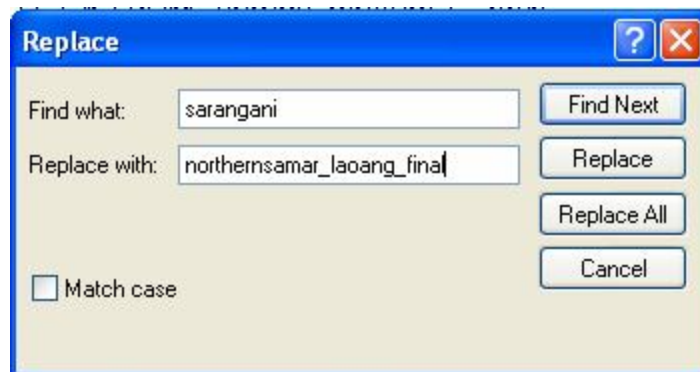 Replace
Find what: sarangani Find Next
Replace with: northernsamar_laoang_final Replace
Replace All
Cancel
Match case